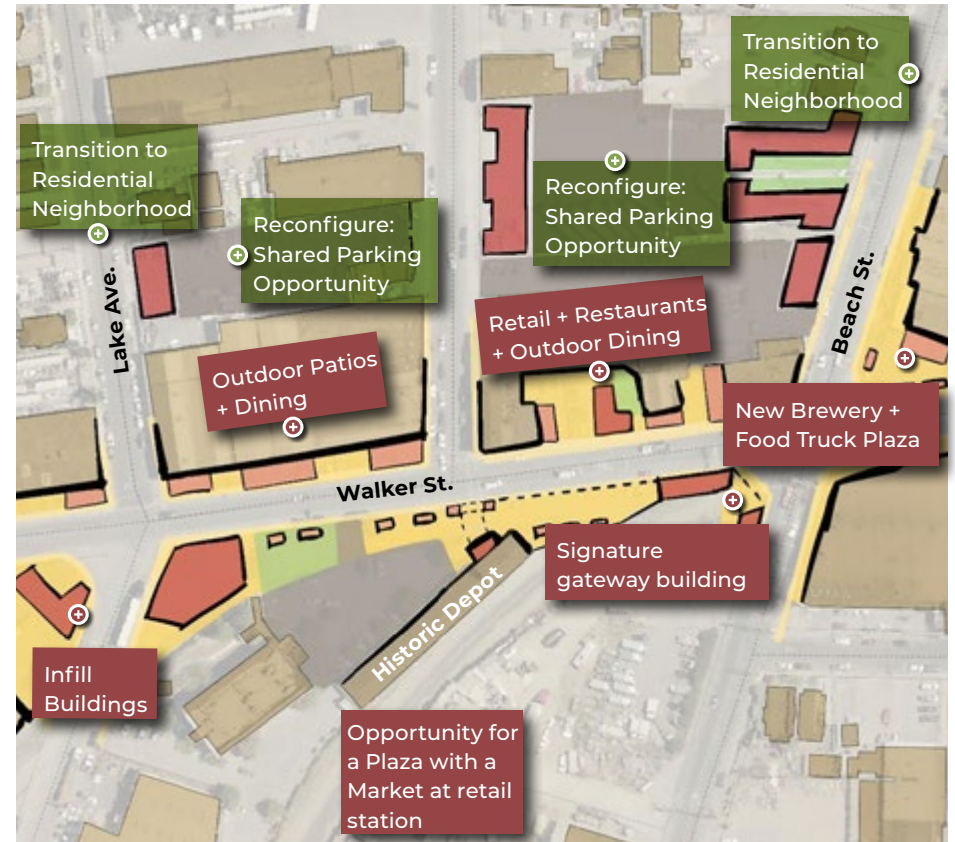 Transition to
Residential
Neighborhood
Transition to
Residential
Neighborhood
Reconfigure:
Shared Parking
Opportunity
Reconfigure:
Shared Parking
Opportunity
Lake Ave.
Beach St.
Retail + Restaurants
+ Outdoor Dining
Outdoor Patios
+ Dining
New Brewery +
Food Truck Plaza
Walker St.
Signature
gateway building
Historic Depot
Infill
Buildings
Opportunity for
a Plaza with a
Market at retail
station